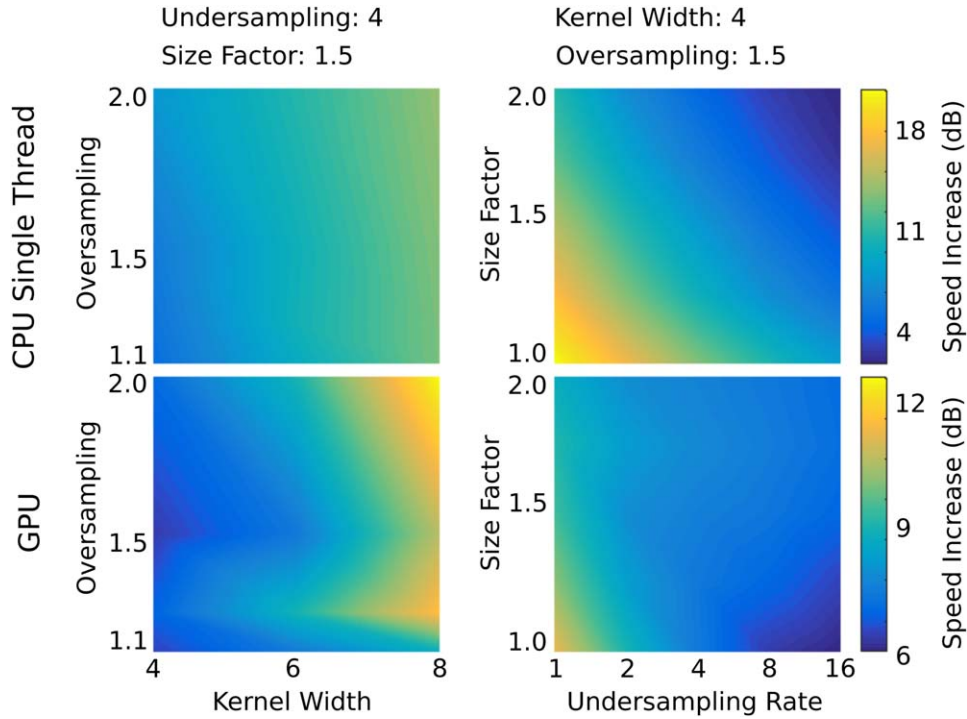 Undersampling: 4
Size Factor: 1.5
Kernel Width: 4
Oversampling: 1.5
CPU Single Thread
Oversampling
2.0
1.5
1.1
Size Factor
2.0
1.5
1.0
18
11
4
Speed Increase (dB)
GPU
Oversampling
2.0
1.5
1.1
4
6
8
Kernel Width
Size Factor
2.0
1.5
1.0
1
2
4
8
16
Undersampling Rate
12
9
6
Speed Increase (dB)